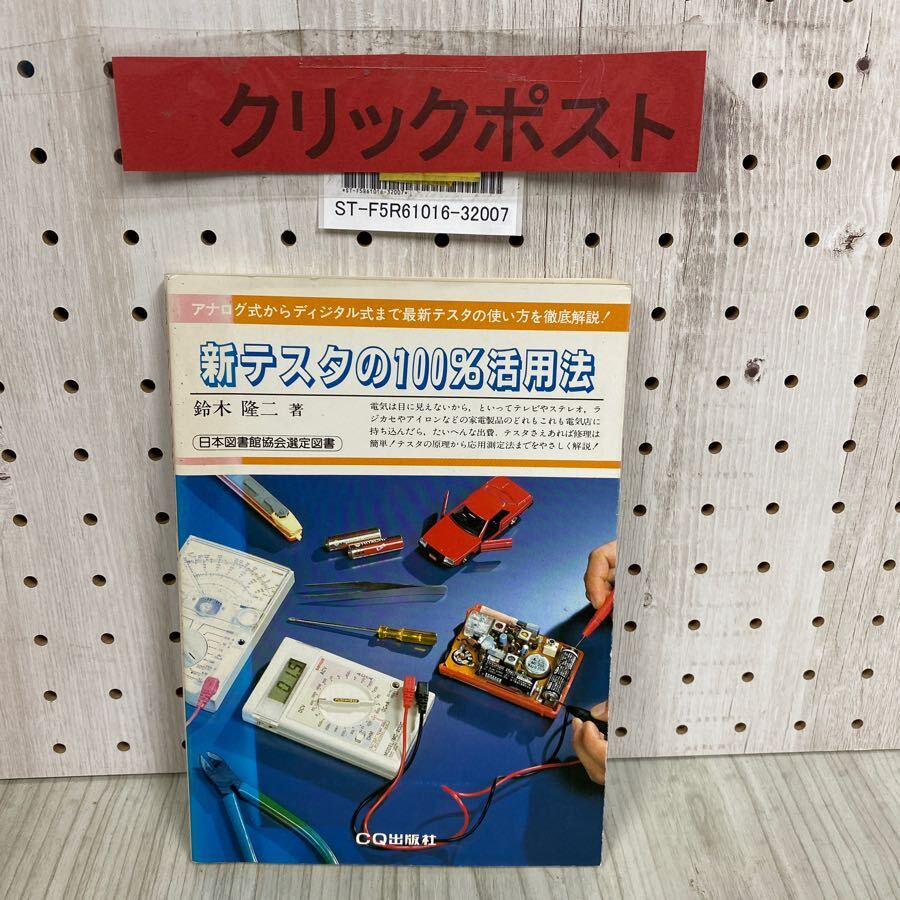 クリックポスト
*ST-F5R61016-32007*
ST-F5R61016-32007
アナログ式からディジタル式まで最新テスタの使い方を徹底解説!
新テスタの100%活用法
鈴木 隆二 著
日本図書館協会選定図書
電気は目に見えないから，といってテレビやステレオ，ラ
ジカセやアイロンなどの家電製品のどれもこれも電気店に
持ち込んだら，たいへんな出費．テスタさえあれば修理は
簡単!テスタの原理から応用測定法までをやさしく解説!
CQ出版社